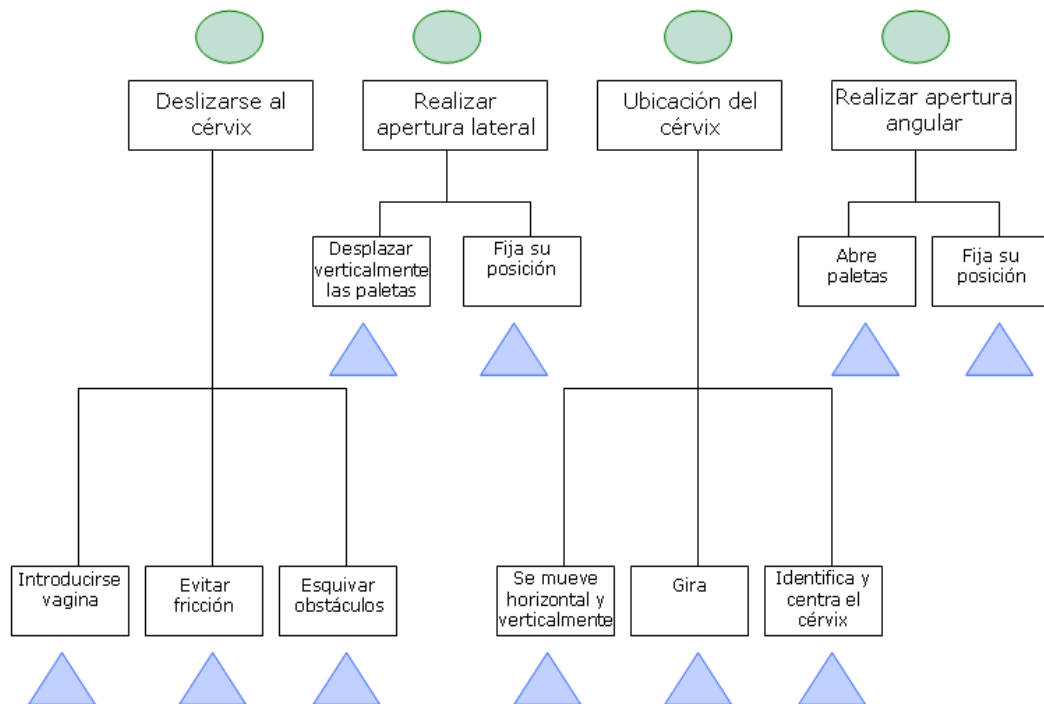 Deslizarse al
cérvix
Realizar
apertura lateral
Ubicación del
cérvix
Realizar apertura
angular
Desplazar
verticalmente
las paletas
Fija su
posición
Abre
paletas
Fija su
posición
Introducirse
vagina
Evitar
fricción
Esquivar
obstáculos
Se mueve
horizontal y
verticalmente
Gira
Identifica y
centra el
cérvix